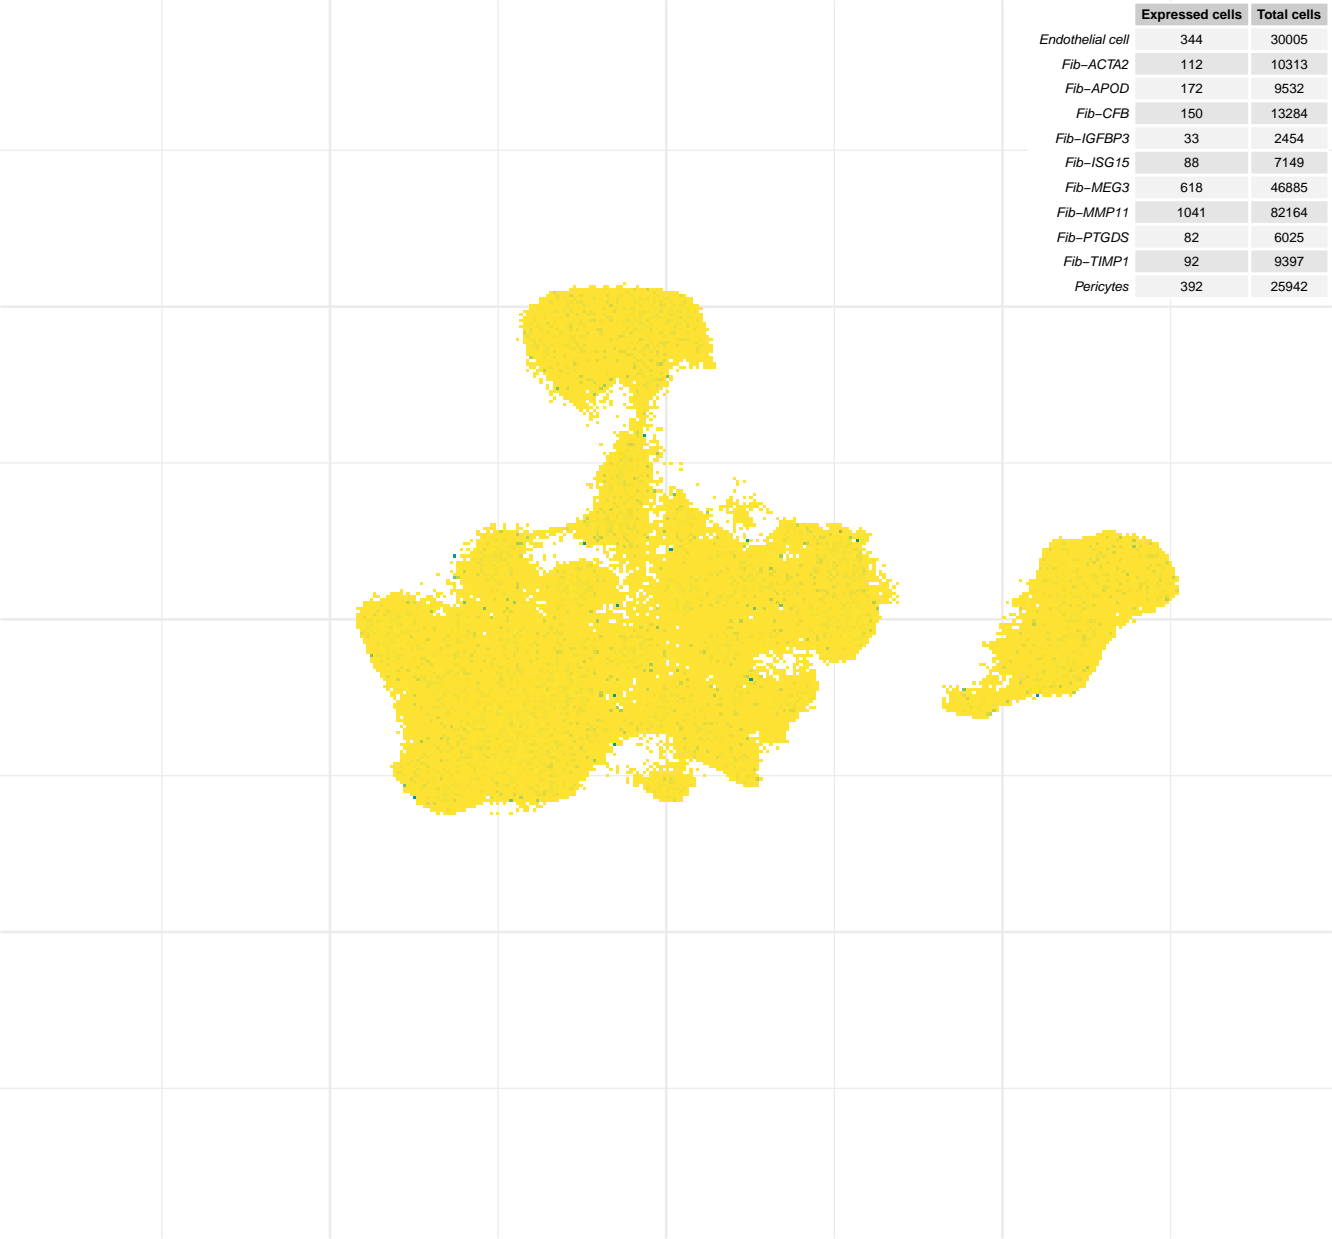 Expressed cells Total cells
Endothelial cell 344 30005
Fib−ACTA2 112 10313
Fib−APOD 172 9532
Fib−CFB 150 13284
Fib−IGFBP3 33 2454
Fib−ISG15 88 7149
Fib−MEG3 618 46885
Fib−MMP11 1041 82164
Fib−PTGDS 82 6025
Fib−TIMP1 92 9397
Pericytes 392 25942